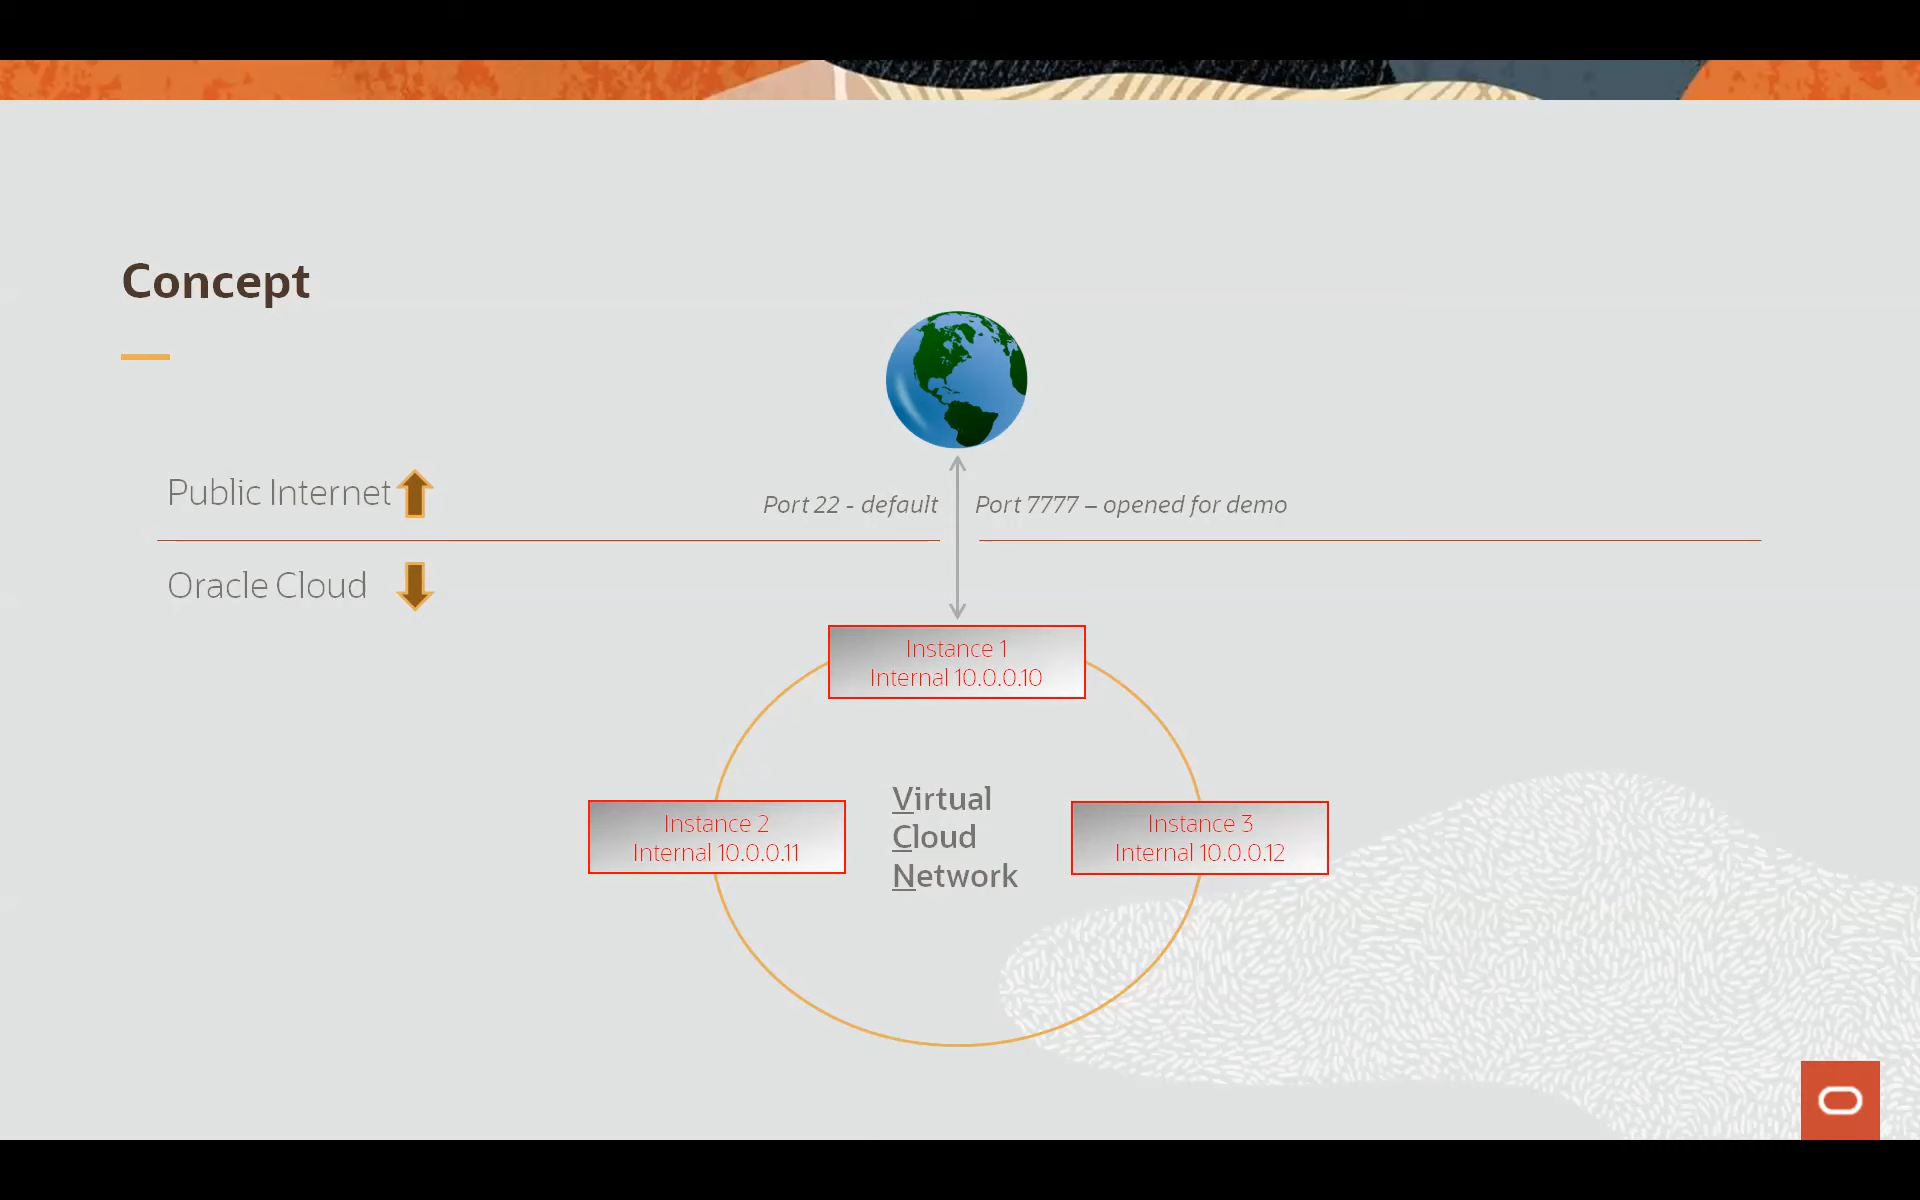 Concept
Public Internet
Port 22 - default
Port 7777 – opened for demo
Oracle Cloud
Instance 1
Internal 10.0.0.10
Virtual
Cloud
Network
Instance 2
Internal 10.0.0.11
Instance 3
Internal 10.0.0.12